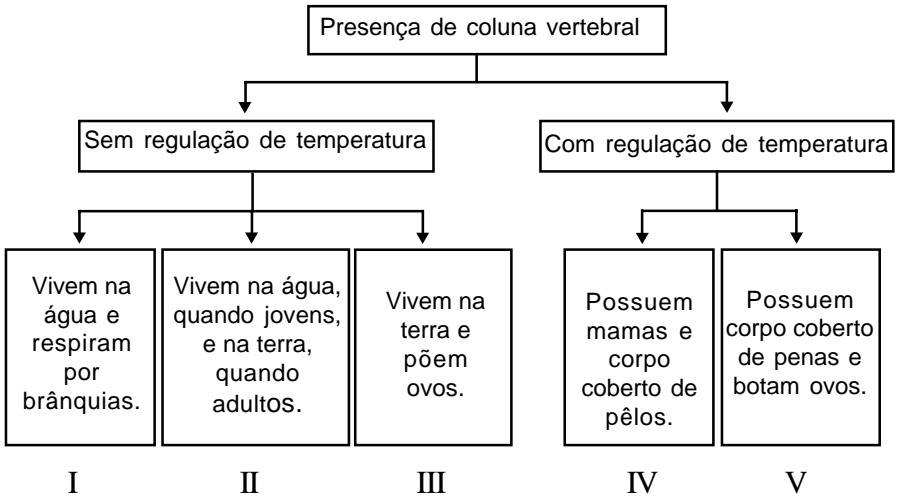 Presença de coluna vertebral
Sem regulação de temperatura
Com regulação de temperatura
Vivem na
água e
respiram
por
brânquias.
Vivem na água,
quando jovens,
e na terra,
quando
adultos.
Vivem na
terra e
põem
ovos.
Possuem
mamas e
corpo
coberto de
pêlos.
Possuem
corpo coberto
de penas e
botam ovos.
I
II
III
IV
V